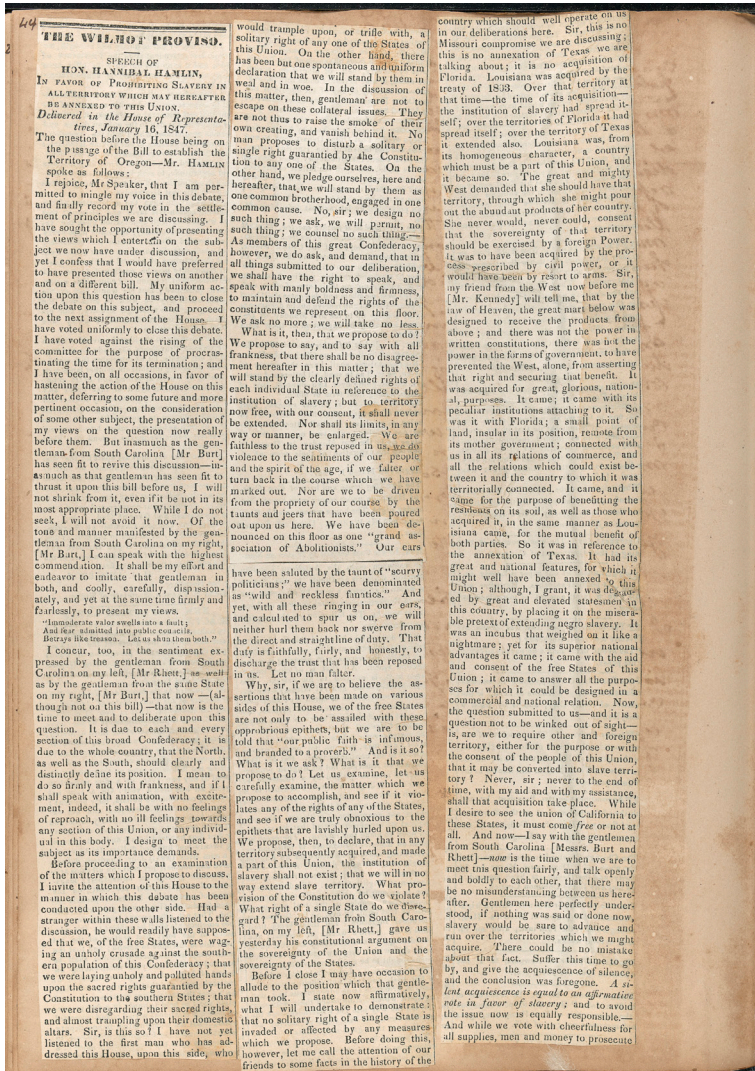 44
THE WILMOT PROVISO.
SPEECH OF
HON. HANNIBAL HAMLIN,
IN FAVOR OF PROHIBITING SLAVERY IN
ALL TERRITORY WHICH MAY HEREAFTER
BE ANNEXED TO THIS UNION.
Delivered in the House of Representa-
tives, January 16, 1847.
The question before the House being on
the passage of the Bill to establish the
Territory of Oregon—Mr. HAMLIN
spoke as follows:
I rejoice, Mr Speaker, that I am per-
mitted to mingle my voice in this debate,
and finally record my vote in the settle-
ment of principles we are discussing. I
have sought the opportunity of presenting
the views which I entertain on the sub-
ject we now have under discussion, and
yet I confess that I would have preferred
to have presented those views on another
and on a different bill. My uniform ac-
tion upon this question has been to close
the debate on this subject, and proceed
to the next assignment of the House. I
have voted uniformly to close this debate.
I have voted against the rising of the
committee for the purpose of procras-
tinating the time for its termination; and
I have been, on all occasions, in favor of
hastening the action of the House on this
matter, deferring to some future and more
pertinent occasion, on the consideration
of some other subject, the presentation of
my views on the question now really
before them. But inasmuch as the gen-
tleman from South Carolina [Mr Burt]
has seen fit to revive this discussion—in-
asmuch as that gentleman has seen fit to
thrust it upon this bill before us, I will
not shrink from it, even if it be not in its
most appropriate place. While I do not
seek, I will not avoid it now. Of the
tone and manner manifested by the gen-
tleman from South Carolina on my right,
[Mr Burt,] I can speak with the highest
commendation. It shall be my effort and
endeavor to imitate that gentleman in
both, and coolly, carefully, dispassion-
ately, and yet at the same time firmly and
fearlessly, to present my views.
"Immoderate valor swells into a fault;
And fear admitted into public councils,
Betrays like treason. Let us shun them both."
I concur, too, in the sentiment ex-
pressed by the gentleman from South
Carolina on my left, [Mr Rhett,] as well
as by the gentleman from the same State
on my right, [Mr Burt,] that now—(al-
though not on this bill)—that now is the
time to meet and to deliberate upon this
question. It is due to each and every
section of this broad Confederacy; it is
due to the whole country, that the North,
as well as the South, should clearly and
distinctly define its position. I mean to
do so firmly and with frankness, and if I
shall speak with animation, with excite-
ment, indeed, it shall be with no feelings
of reproach, with no ill feelings towards
any section of this Union, or any individ-
ual in this body. I design to meet the
subject as its importance demands.
Before proceeding to an examination
of the matters which I propose to discuss,
I invite the attention of this House to the
manner in which this debate has been
conducted upon the other side. Had a
stranger within these walls listened to the
discussion, he would readily have suppos-
ed that we, of the free States, were wag-
ing an unholy crusade against the south-
ern population of this Confederacy; that
we were laying unholy and polluted hands
upon the sacred rights guarantied by the
Constitution to the southern States; that
we were disregarding their sacred rights,
and almost trampling upon their domestic
altars. Sir, is this so? I have not yet
listened to the first man who has ad-
dressed this House, upon this side, who
would trample upon, or trifle with, a
solitary right of any one of the States of
this Union. On the other hand, there
has been but one spontaneous and uniform
declaration that we will stand by them in
weal and in woe. In the discussion of
this matter, then, gentlemen are not to
escape on these collateral issues. They
are not thus to raise the smoke of their
own creating, and vanish behind it. No
man proposes to disturb a solitary or
single right guarantied by the Constitu-
tion to any one of the States. On the
other hand, we pledge ourselves, here and
hereafter, that we will stand by them as
one common brotherhood, engaged in one
common cause. No, sir; we design no
such thing; we ask, we will permit, no
such thing; we counsel no such thing.—
As members of this great Confederacy,
however, we do ask, and demand, that in
all things submitted to our deliberation,
we shall have the right to speak, and
speak with manly boldness and firmness,
to maintain and defend the rights of the
constituents we represent on this floor.
We ask no more; we will take no less.
What is it, then, that we propose to do?
We propose to say, and to say with all
frankness, that there shall be no disagree-
ment hereafter in this matter; that we
will stand by the clearly defined rights of
each individual State in reference to the
institution of slavery; but to territory
now free, with our consent, it shall never
be extended. Nor shall its limits, in any
way or manner, be enlarged. We are
faithless to the trust reposed in us, we do
violence to the sentiments of our people
and the spirit of the age, if we falter or
turn back in the course which we have
marked out. Nor are we to be driven
from the propriety of our course by the
taunts and jeers that have been poured
out upon us here. We have been de-
nounced on this floor as one "grand as-
sociation of Abolitionists." Our ears
have been saluted by the taunt of "scurvy
politicians;" we have been denominated
as "wild and reckless fanatics." And
yet, with all these ringing in our ears,
and calculated to spur us on, we will
neither hurl them back nor swerve from
the direct and straight line of duty. That
duty is faithfully, fairly, and honestly, to
discharge the trust that has been reposed
in us. Let no man falter.
Why, sir, if we are to believe the as-
sertions that have been made on various
sides of this House, we of the free States
are not only to be assailed with these
opprobrious epithets, but we are to be
told that "our public faith is infamous,
and branded to a proverb." And is it so?
What is it we ask? What is it that we
propose to do? Let us examine, let us
carefully examine, the matter which we
propose to accomplish, and see if it vio-
lates any of the rights of any of the States,
and see if we are truly obnoxious to the
epithets that are lavishly hurled upon us.
We propose, then, to declare, that in any
territory subsequently acquired, and made
a part of this Union, the institution of
slavery shall not exist; that we will in no
way extend slave territory. What pro-
vision of the Constitution do we violate?
What right of a single State do we disre-
gard? The gentleman from South Caro-
lina, on my left, [Mr Rhett,] gave us
yesterday his constitutional argument on
the sovereignty of the Union and the
sovereignty of the States.
Before I close I may have occasion to
allude to the position which that gentle-
man took. I state now affirmatively,
what I will undertake to demonstrate,
that no solitary right of a single State is
invaded or affected by any measures
which we propose. Before doing this,
however, let me call the attention of our
friends to some facts in the history of the
country which should well operate on us
in our deliberations here. Sir, this is no
Missouri compromise we are discussing;
this is no annexation of Texas we are
talking about; it is no acquisition of
Florida. Louisiana was acquired by the
treaty of 1803. Over that territory at
that time—the time of its acquisition—
the institution of slavery had spread it-
self; over the territories of Florida it had
spread itself; over the territory of Texas
it extended also. Louisiana was, from
its homogeneous character, a country
which must be a part of this Union, and
it became so. The great and mighty
West demanded that she should have that
territory, through which she might pour
out the abundant products of her country.
She never would, never could, consent
that the sovereignty of that territory
should be exercised by a foreign Power.
It was to have been acquired by the pro-
cess prescribed by civil power, or it
would have been by resort to arms. Sir,
my friend from the West now before me
[Mr. Kennedy] will tell me, that by the
law of Heaven, the great mart below was
designed to receive the products from
above; and there was not the power in
written constitutions, there was not the
power in the forms of government, to have
prevented the West, alone, from asserting
that right and securing that benefit. It
was acquired for great, glorious, nation-
al, purposes. It came; it came with its
peculiar institutions attaching to it. So
was it with Florida; a small point of
land, insular in its position, remote from
its mother government; connected with
us in all its relations of commerce, and
all the relations which could exist be-
tween it and the country to which it was
territorially connected. It came, and it
came for the purpose of benefitting the
residents on its soil, as well as those who
acquired it, in the same manner as Lou-
isiana came, for the mutual benefit of
both parties. So it was in reference to
the annexation of Texas. It had its
great and national features, for which it
might well have been annexed to this
Union; although, I grant, it was degrad-
ed by great and elevated statesmen in
this country, by placing it on the misera-
ble pretext of extending negro slavery. It
was an incubus that weighed on it like a
nightmare; yet for its superior national
advantages it came; it came with the aid
and consent of the free States of this
Union; it came to answer all the purpo-
ses for which it could be designed in a
commercial and national relation. Now,
the question submitted to us—and it is a
question not to be winked out of sight—
is, are we to require other and foreign
territory, either for the purpose or with
the consent of the people of this Union,
that it may be converted into slave terri-
tory? Never, sir; never to the end of
time, with my aid and with my assistance,
shall that acquisition take place. While
I desire to see the union of California to
these States, it must come free or not at
all. And now—I say with the gentlemen
from South Carolina [Messrs. Burt and
Rhett]—now is the time when we are to
meet this question fairly, and talk openly
and boldly to each other, that there may
be no misunderstanding between us here-
after. Gentlemen here perfectly under-
stood, if nothing was said or done now,
slavery would be sure to advance and
run over the territories which we might
acquire. There could be no mistake
about that fact. Suffer this time to go
by, and give the acquiescence of silence,
and the conclusion was foregone. A si-
lent acquiescence is equal to an affirmative
vote in favor of slavery; and to avoid
the issue now is equally responsible.—
And while we vote with cheerfulness for
all supplies, men and money to prosecute